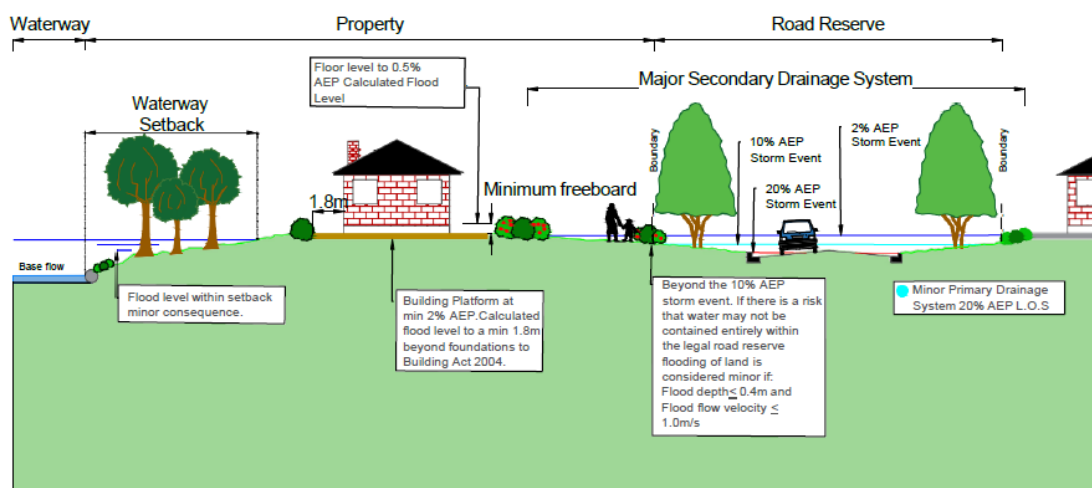 Waterway
Property
Road Reserve
Floor level to 0.5%
AEP Calculated Flood
Level
Major Secondary Drainage System
Waterway
Setback
10% AEP
Storm Event
2% AEP
Storm Event
Boundary
Boundary
20% AEP
Storm Event
1.8m
Minimum freeboard
Base flow
Flood level within setback
minor consequence.
Building Platform at
min 2% AEP.Calculated
flood level to a min 1.8m
beyond foundations to
Building Act 2004.
Beyond the 10% AEP
storm event. If there is a risk
that water may not be
contained entirely within
the legal road reserve
flooding of land is
considered minor if:
Flood depth≤ 0.4m and
Flood flow velocity ≤
1.0m/s
Minor Primary Drainage
System 20% AEP L.O.S